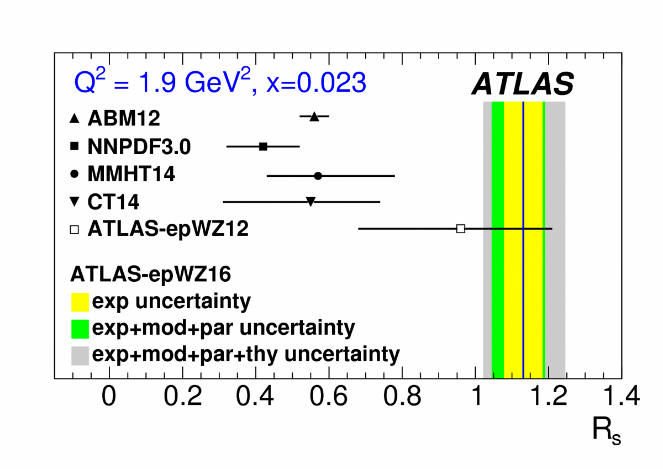 Q² = 1.9 GeV², x=0.023
ATLAS
ABM12
NNPDF3.0
MMHT14
CT14
ATLAS-epWZ12
ATLAS-epWZ16
exp uncertainty
exp+mod+par uncertainty
exp+mod+par+thy uncertainty
0 0.2 0.4 0.6 0.8 1 1.2 1.4
Rₛ